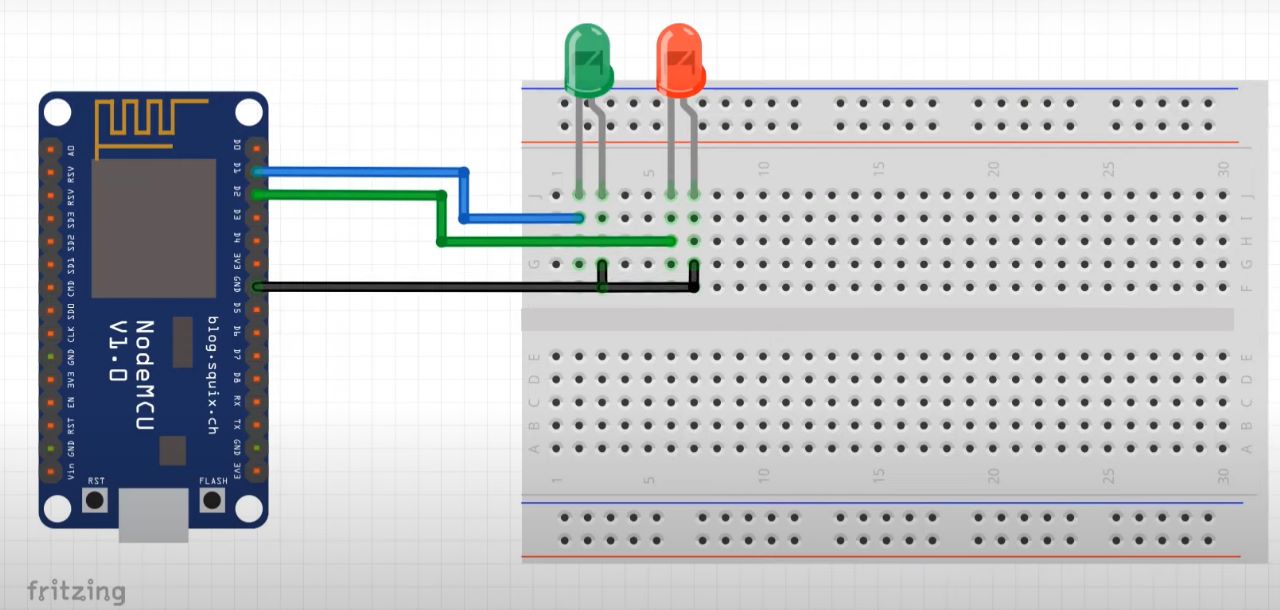 A0
RSV
RSV
SD3
SD2
SD1
CMD
SD0
CLK
GND
3V3
EN
RST
GND
Vin
D0
D1
D2
D3
D4
3V3
GND
D5
D6
D7
D8
RX
TX
GND
3V3
NodeMCU
V1.0
blog.squix.ch
RST
FLASH
1
5
10
15
20
25
30
J
I
H
G
F
J
I
H
G
F
E
D
C
B
A
E
D
C
B
A
1
5
10
15
20
25
30
fritzing